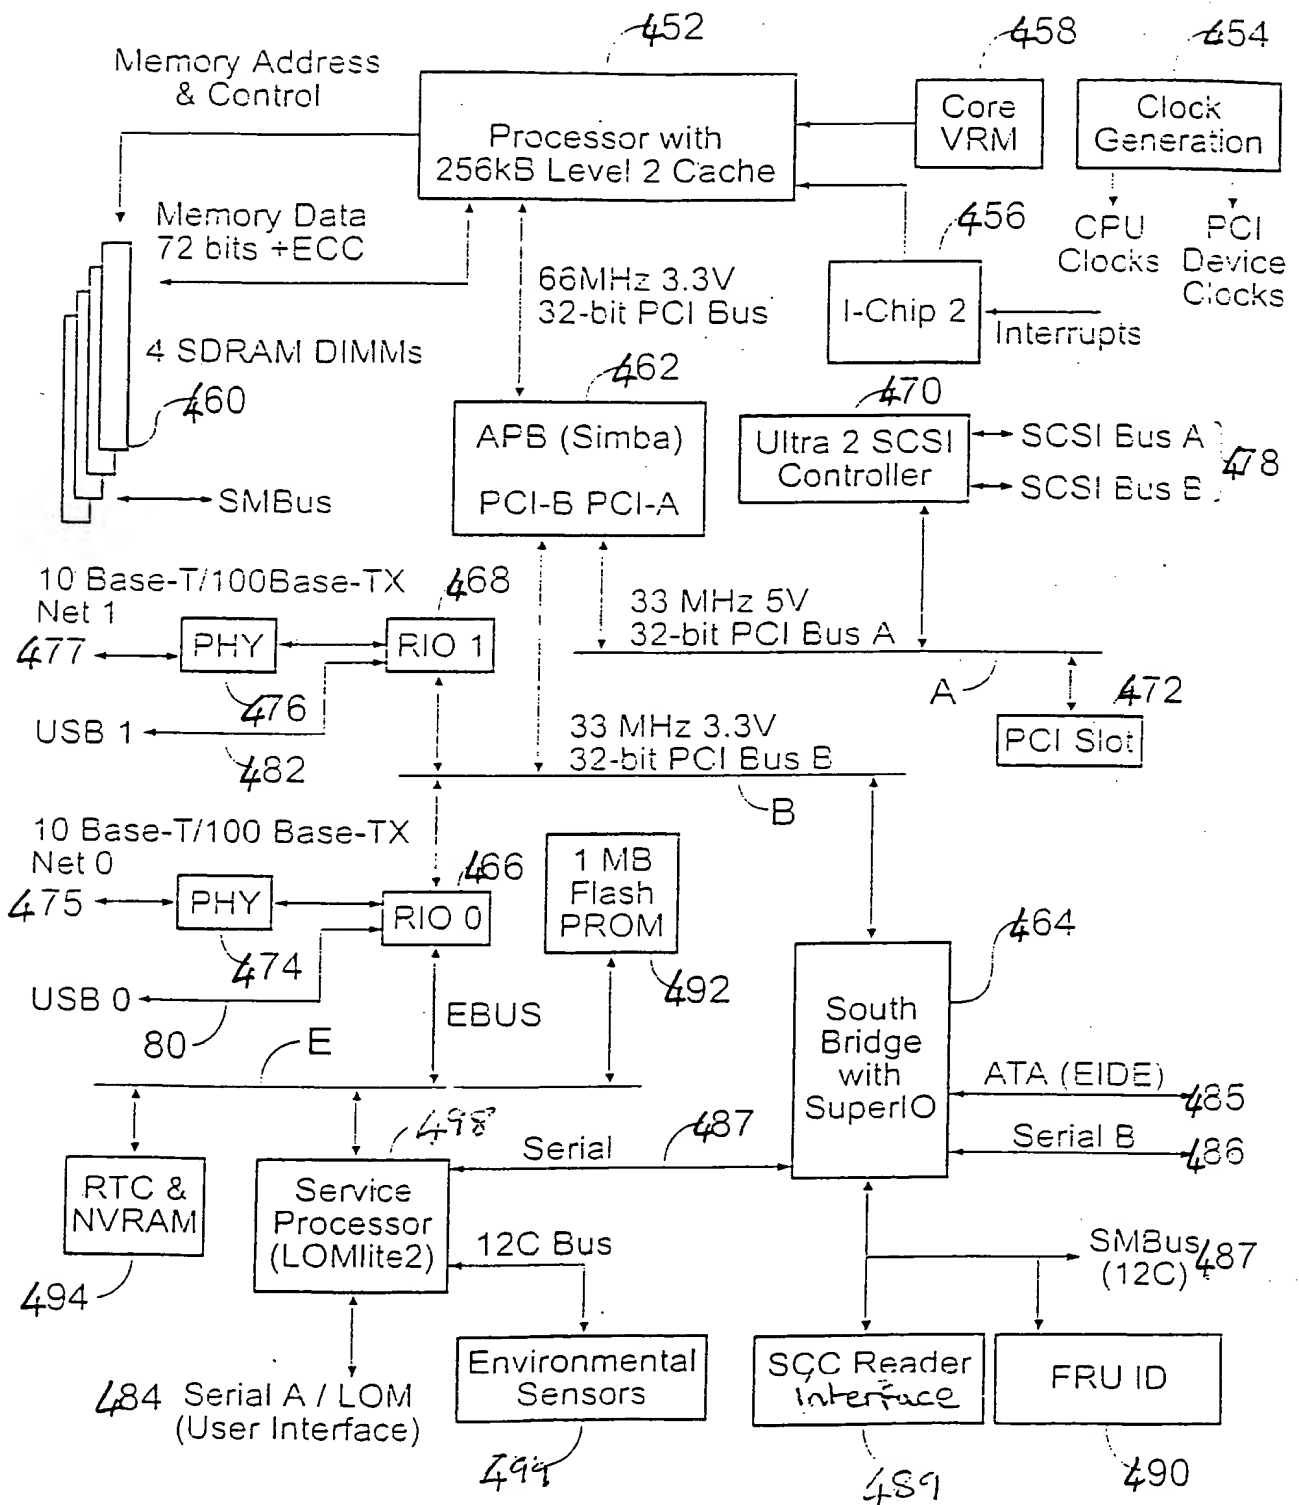 452
458
454
Memory Address
& Control
Processor with
256kB Level 2 Cache
Core
VRM
Clock
Generation
456
CPU
Clocks
PCI
Device
Clocks
Memory Data
72 bits +ECC
66MHz 3.3V
32-bit PCI Bus
I-Chip 2
Interrupts
4 SDRAM DIMMs
460
462
470
APB (Simba)
PCI-B PCI-A
Ultra 2 SCSI
Controller
SCSI Bus A
SCSI Bus B
478
SMBus
10 Base-T/100Base-TX
Net 1
468
477
PHY
RIO 1
33 MHz 5V
32-bit PCI Bus A
A
472
476
USB 1
482
33 MHz 3.3V
32-bit PCI Bus B
PCI Slot
B
10 Base-T/100 Base-TX
Net 0
466
1 MB
Flash
PROM
475
PHY
RIO 0
464
474
492
USB 0
80
EBUS
E
South
Bridge
with
SuperIO
ATA (EIDE)
485
498
Serial
487
Serial B
486
RTC &
NVRAM
Service
Processor
(LOMlite2)
12C Bus
SMBus
(12C)
487
494
484 Serial A / LOM
(User Interface)
Environmental
Sensors
SCC Reader
Interface
FRU ID
499
489
490